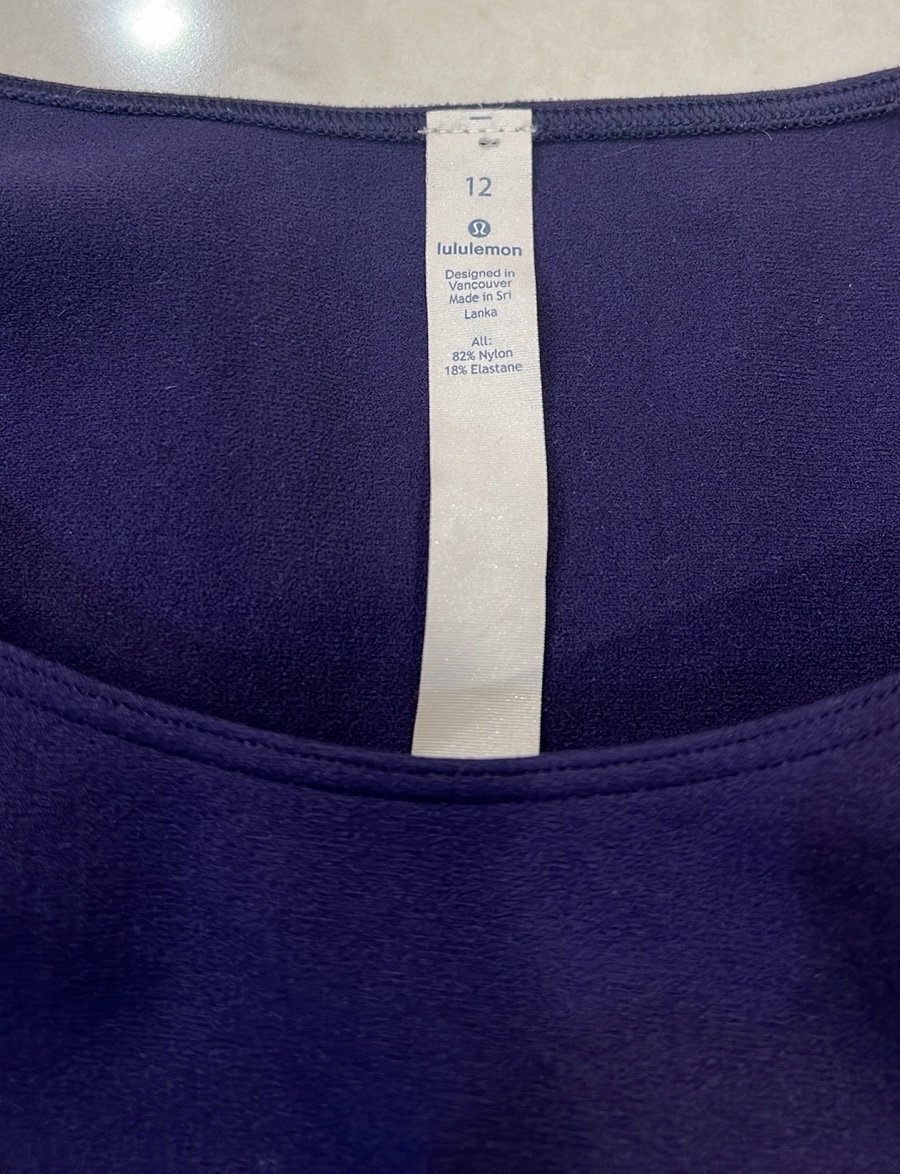 12
lululemon
Designed in
Vancouver
Made in Sri
Lanka
All:
82% Nylon
18% Elastane